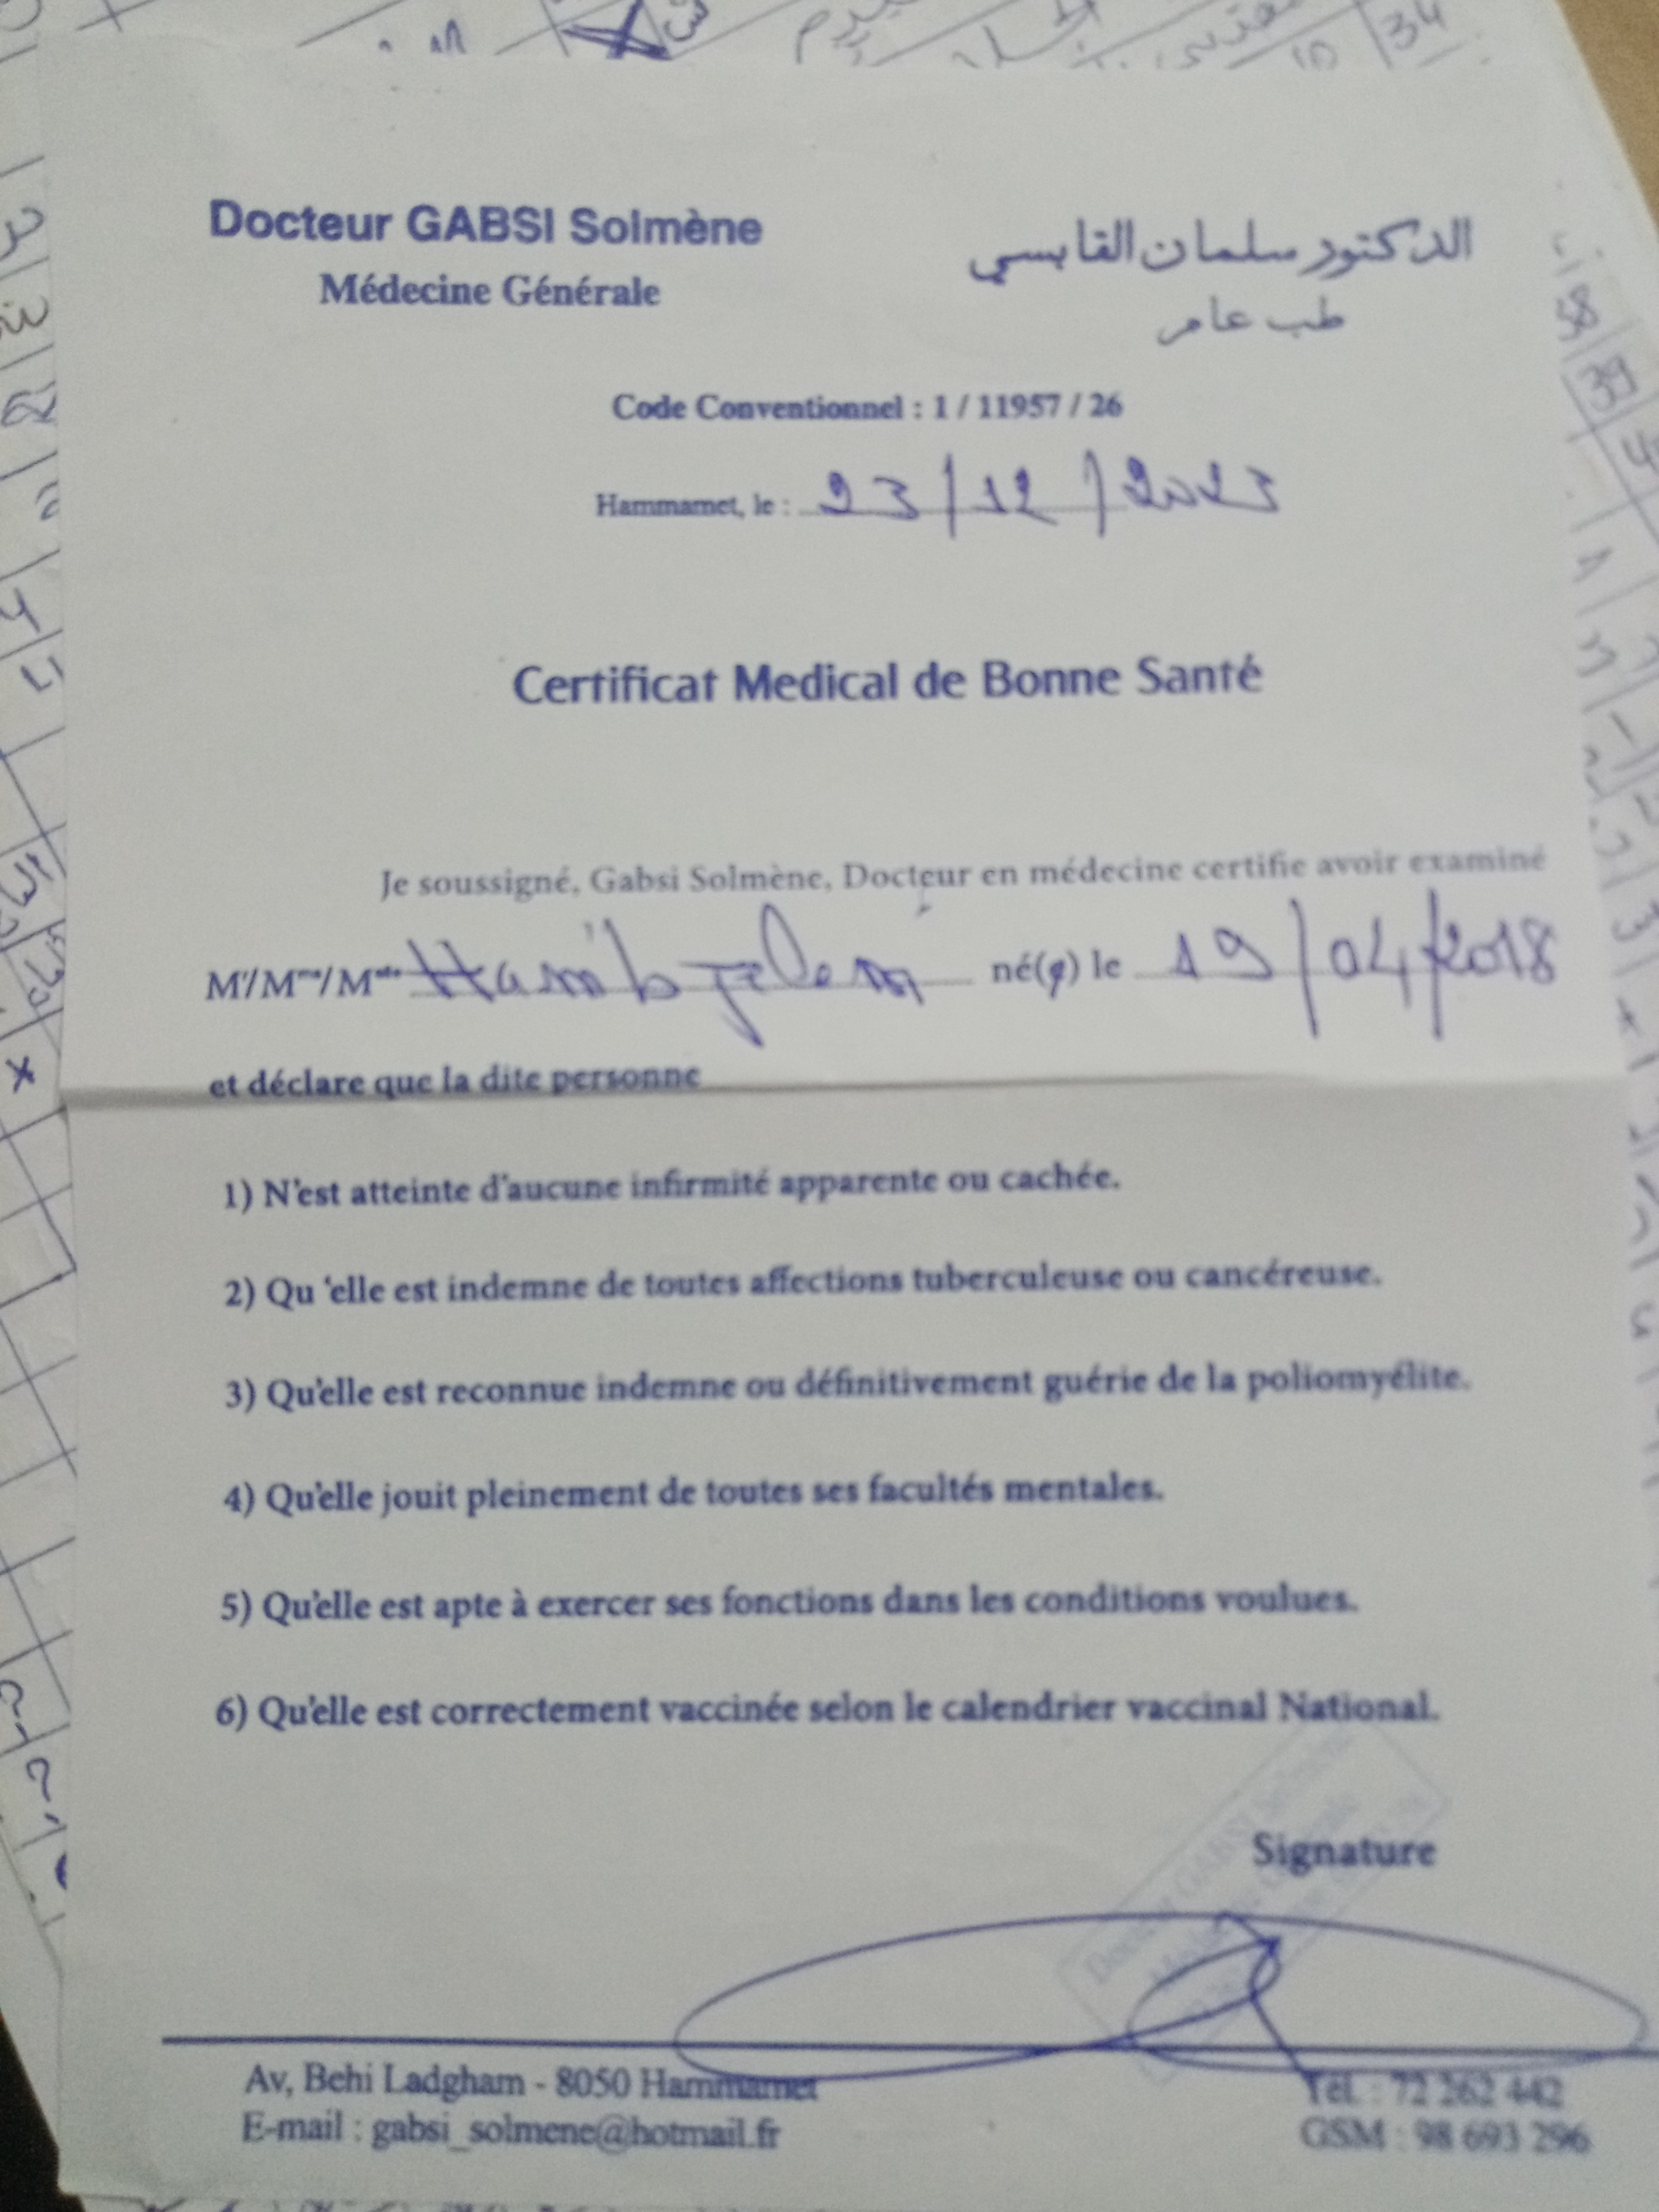 Docteur GABSI Solmène
Médecine Générale
الدكتور سلمان القابسي
طب عام
Code Conventionnel : 1 / 11957 / 26
Hammamet, le : 23/12/2023
Certificat Medical de Bonne Santé
Je soussigné, Gabsi Solmène, Docteur en médecine certifie avoir examiné
Mr/Mme/Melle né(e) le 19/04/2018
et déclare que la dite personne
1) N'est atteinte d'aucune infirmité apparente ou cachée.
2) Qu 'elle est indemne de toutes affections tuberculeuse ou cancéreuse.
3) Qu'elle est reconnue indemne ou définitivement guérie de la poliomyélite.
4) Qu'elle jouit pleinement de toutes ses facultés mentales.
5) Qu'elle est apte à exercer ses fonctions dans les conditions voulues.
6) Qu'elle est correctement vaccinée selon le calendrier vaccinal National.
Signature
Av, Behi Ladgham - 8050 Hammamet
E-mail : gabsi_solmene@hotmail.fr
Tél. : 72 262 442
GSM : 98 693 296
34
38
39